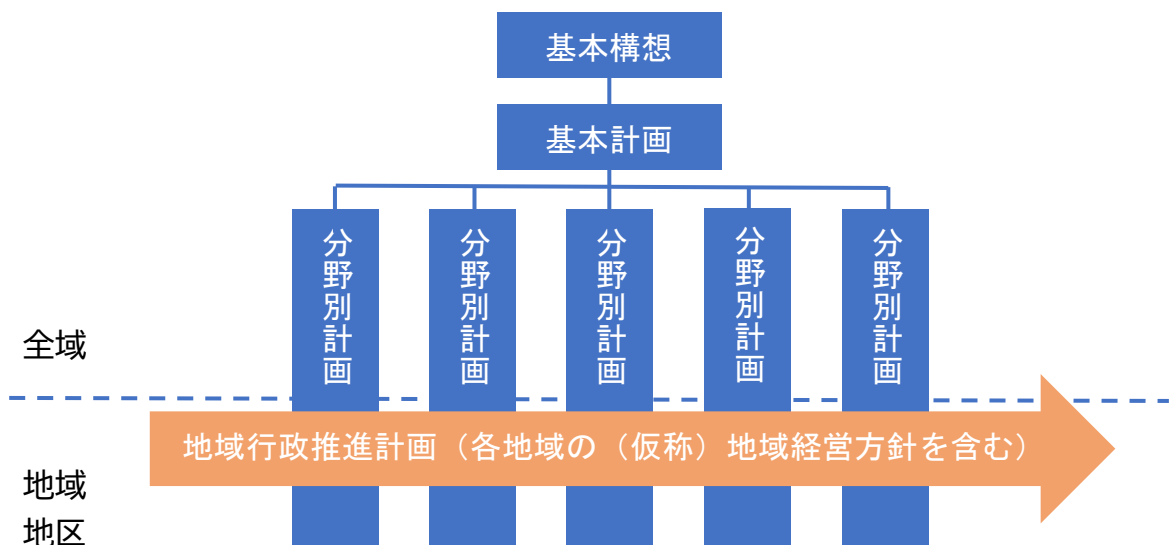 基本構想
基本計画
分野別計画
分野別計画
分野別計画
分野別計画
分野別計画
全域
地域行政推進計画（各地域の（仮称）地域経営方針を含む）
地域
地区